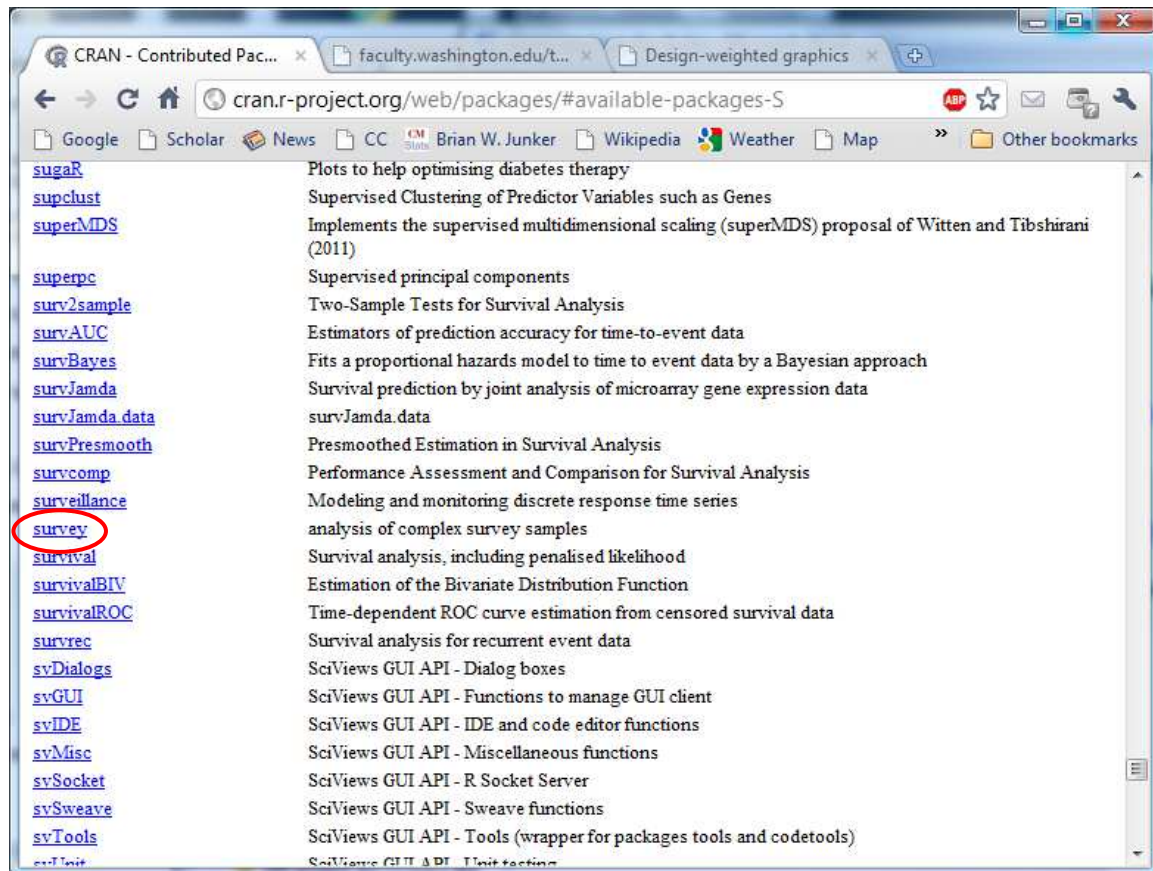 CRAN - Contributed Pac...
faculty.washington.edu/t...
Design-weighted graphics
cran.r-project.org/web/packages/#available-packages-S
ABP
Google Scholar News CC CM Stats Brian W. Junker Wikipedia Weather Map » Other bookmarks
sugaR Plots to help optimising diabetes therapy
supclust Supervised Clustering of Predictor Variables such as Genes
superMDS Implements the supervised multidimensional scaling (superMDS) proposal of Witten and Tibshirani
(2011)
superpc Supervised principal components
surv2sample Two-Sample Tests for Survival Analysis
survAUC Estimators of prediction accuracy for time-to-event data
survBayes Fits a proportional hazards model to time to event data by a Bayesian approach
survJamda Survival prediction by joint analysis of microarray gene expression data
survJamda.data survJamda.data
survPresmooth Presmoothed Estimation in Survival Analysis
survcomp Performance Assessment and Comparison for Survival Analysis
surveillance Modeling and monitoring discrete response time series
survey analysis of complex survey samples
survival Survival analysis, including penalised likelihood
survivalBIV Estimation of the Bivariate Distribution Function
survivalROC Time-dependent ROC curve estimation from censored survival data
survrec Survival analysis for recurrent event data
svDialogs SciViews GUI API - Dialog boxes
svGUI SciViews GUI API - Functions to manage GUI client
svIDE SciViews GUI API - IDE and code editor functions
svMisc SciViews GUI API - Miscellaneous functions
svSocket SciViews GUI API - R Socket Server
svSweave SciViews GUI API - Sweave functions
svTools SciViews GUI API - Tools (wrapper for packages tools and codetools)
svUnit SciViews GUI API - Unit testing